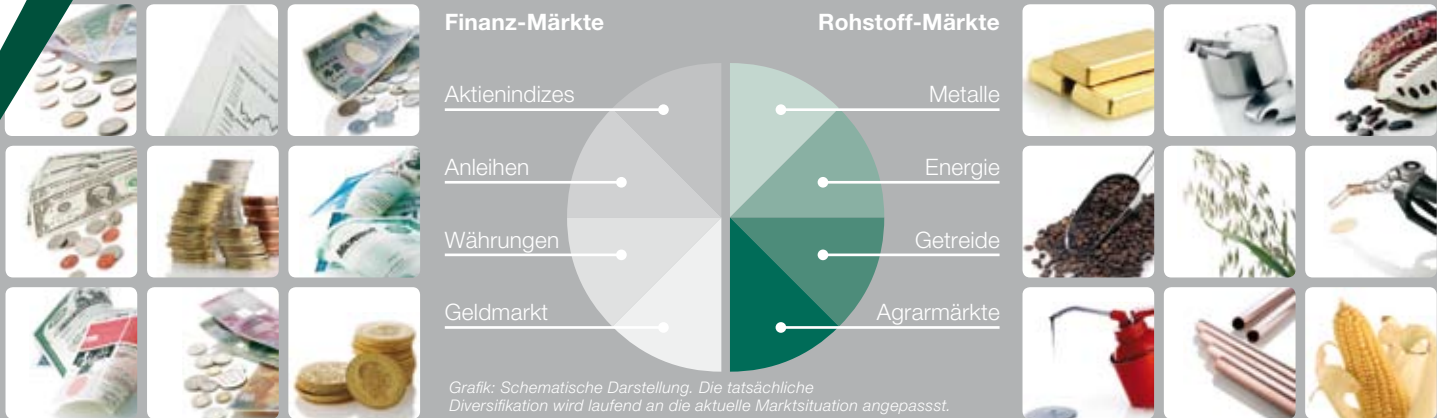 Finanz-Märkte
Aktienindizes
Anleihen
Währungen
Geldmarkt
Rohstoff-Märkte
Metalle
Energie
Getreide
Agrarmärkte
Grafik: Schematische Darstellung. Die tatsächliche
Diversifikation wird laufend an die aktuelle Marktsituation angepassst.